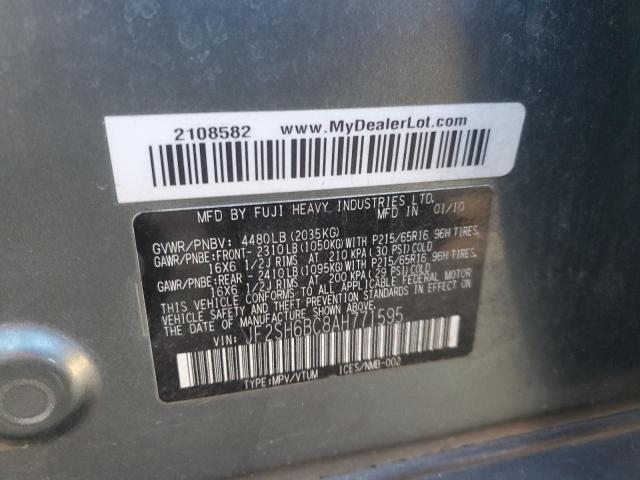 2108582 www.MyDealerLot.com
MFD BY FUJI HEAVY INDUSTRIES LTD.
MFD IN 01/10
GVWR/PNBV: 4480LB(2035KG)
GAWR/PNBE:FRONT- 2310LB(1050KG)WITH P215/65R16 96H TIRES.
16X6 1/2J RIMS AT 210 KPA(30 PSI)COLD
GAWR/PNBE:REAR - 2410LB(1095KG)WITH P215/65R16 96H TIRES.
16X6 1/2J RIMS AT 200 KPA(29 PSI)COLD
THIS VEHICLE CONFORMS TO ALL APPLICABLE FEDERAL MOTOR
VEHICLE SAFETY AND THEFT PREVENTION STANDARDS IN EFFECT ON
THE DATE OF MANUFACTURE SHOWN ABOVE.
VIN: JF2SH6BC8AH771595
TYPE:MPV/VTUM ICES/NMB-002